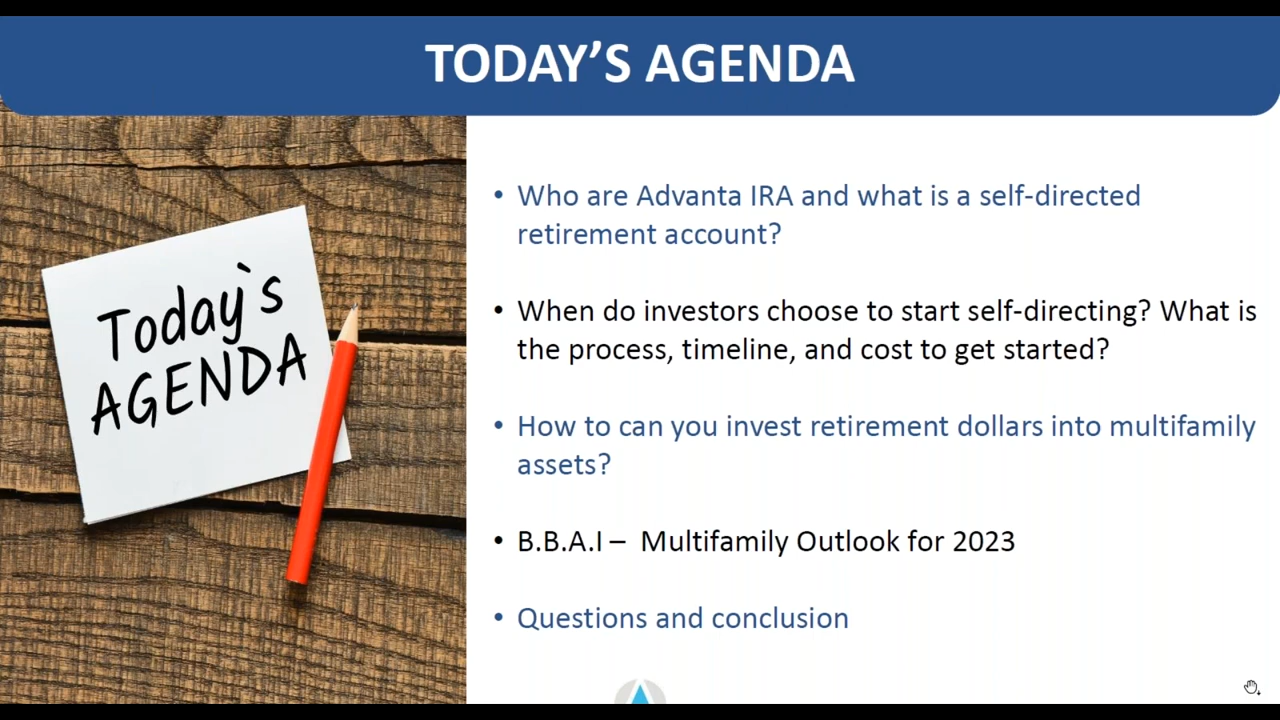 TODAY’S AGENDA
Today`s
AGENDA
• Who are Advanta IRA and what is a self-directed
retirement account?
• When do investors choose to start self-directing? What is
the process, timeline, and cost to get started?
• How to can you invest retirement dollars into multifamily
assets?
• B.B.A.I – Multifamily Outlook for 2023
• Questions and conclusion